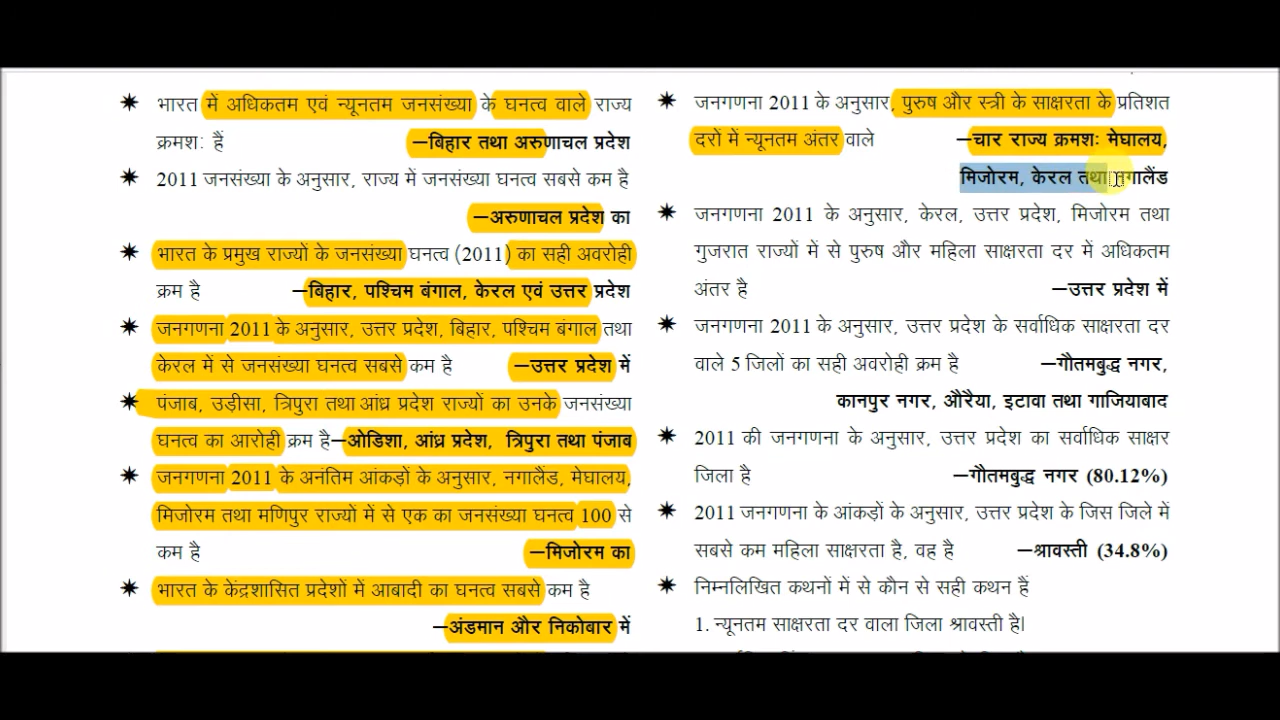 भारत में अधिकतम एवं न्यूनतम जनसंख्या के घनत्व वाले राज्य
क्रमशः हैं —बिहार तथा अरुणाचल प्रदेश
2011 जनसंख्या के अनुसार, राज्य में जनसंख्या घनत्व सबसे कम है
—अरुणाचल प्रदेश का
भारत के प्रमुख राज्यों के जनसंख्या घनत्व (2011) का सही अवरोही
क्रम है —बिहार, पश्चिम बंगाल, केरल एवं उत्तर प्रदेश
जनगणना 2011 के अनुसार, उत्तर प्रदेश, बिहार, पश्चिम बंगाल तथा
केरल में से जनसंख्या घनत्व सबसे कम है —उत्तर प्रदेश में
पंजाब, उड़ीसा, त्रिपुरा तथा आंध्र प्रदेश राज्यों का उनके जनसंख्या
घनत्व का आरोही क्रम है—ओडिशा, आंध्र प्रदेश, त्रिपुरा तथा पंजाब
जनगणना 2011 के अनंतिम आंकड़ों के अनुसार, नगालैंड, मेघालय,
मिजोरम तथा मणिपुर राज्यों में से एक का जनसंख्या घनत्व 100 से
कम है —मिजोरम का
भारत के केंद्रशासित प्रदेशों में आबादी का घनत्व सबसे कम है
—अंडमान और निकोबार में
जनगणना 2011 के अनुसार, पुरुष और स्त्री के साक्षरता के प्रतिशत
दरों में न्यूनतम अंतर वाले —चार राज्य क्रमशः मेघालय,
मिजोरम, केरल तथा नगालैंड
जनगणना 2011 के अनुसार, केरल, उत्तर प्रदेश, मिजोरम तथा
गुजरात राज्यों में से पुरुष और महिला साक्षरता दर में अधिकतम
अंतर है —उत्तर प्रदेश में
जनगणना 2011 के अनुसार, उत्तर प्रदेश के सर्वाधिक साक्षरता दर
वाले 5 जिलों का सही अवरोही क्रम है —गौतमबुद्ध नगर,
कानपुर नगर, औरैया, इटावा तथा गाजियाबाद
2011 की जनगणना के अनुसार, उत्तर प्रदेश का सर्वाधिक साक्षर
जिला है —गौतमबुद्ध नगर (80.12%)
2011 जनगणना के आंकड़ों के अनुसार, उत्तर प्रदेश के जिस जिले में
सबसे कम महिला साक्षरता है, वह है —श्रावस्ती (34.8%)
निम्नलिखित कथनों में से कौन से सही कथन हैं
1. न्यूनतम साक्षरता दर वाला जिला श्रावस्ती है।